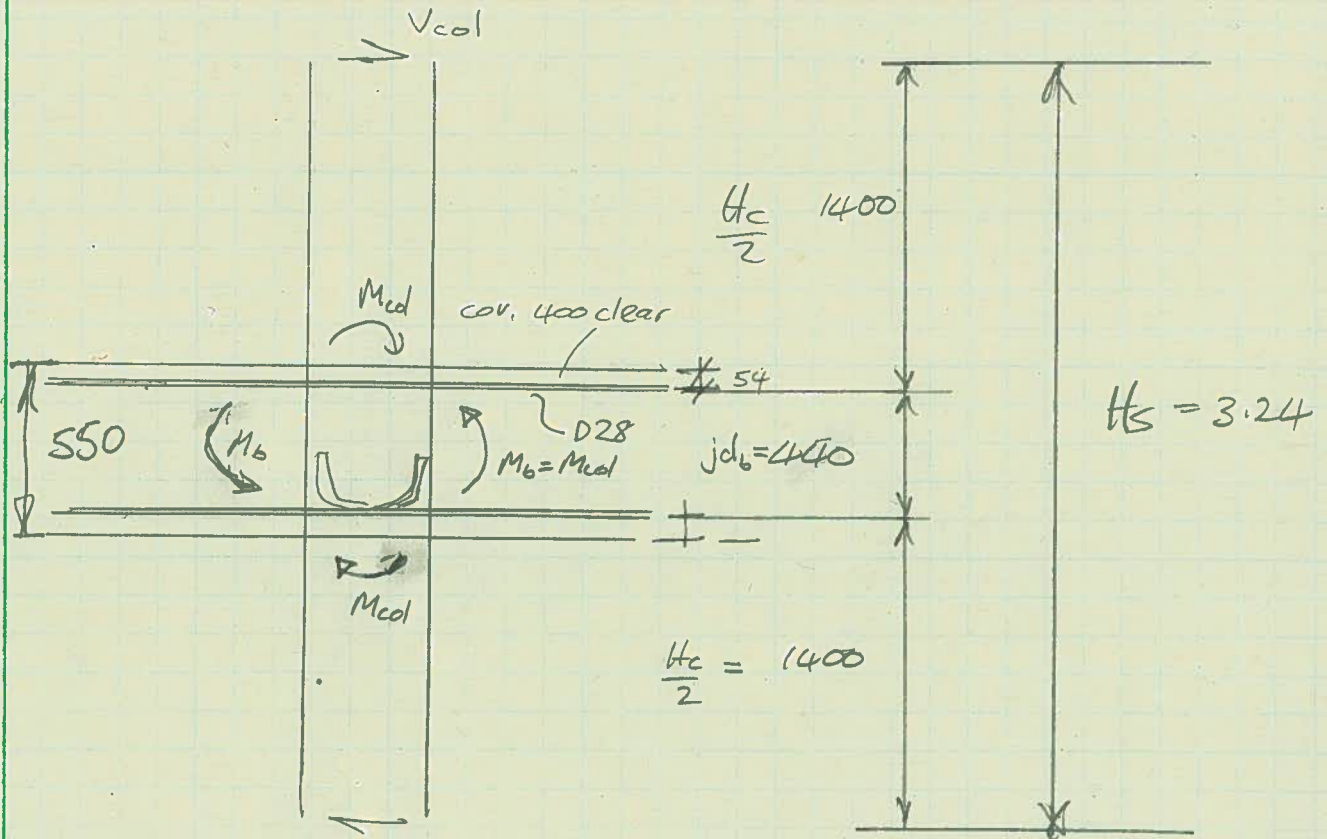 Vcol
Hc/2 1400
Mcol
cov. 400 clear
54
550
Mb
D28
Mb = Mcol
jdb = 440
Hs = 3.24
Mcol
Hc/2 = 1400